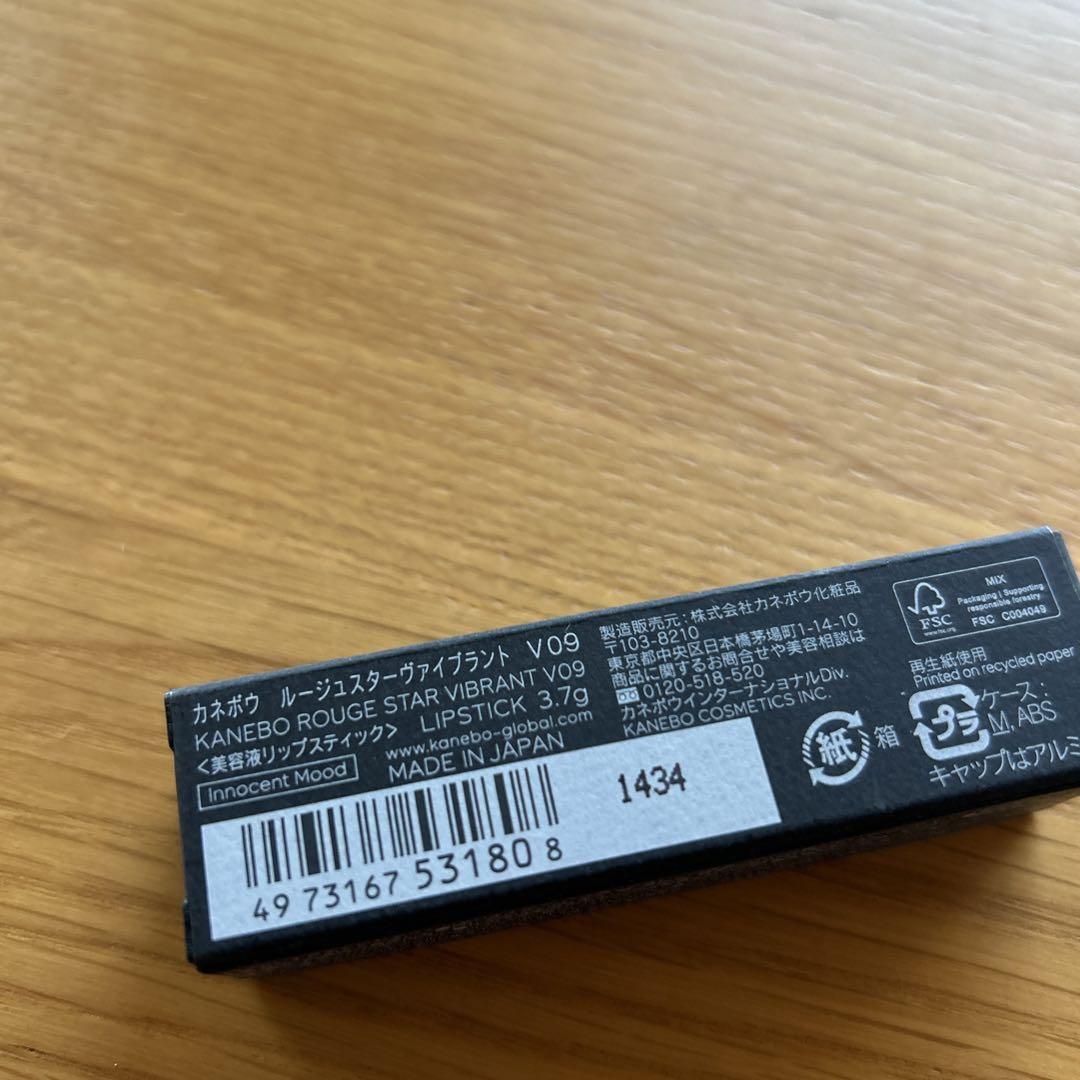 カネボウ ルージュスターヴァイブラント V09
KANEBO ROUGE STAR VIBRANT V09
<美容液リップスティック> LIPSTICK 3.7g
www.kanebo-global.com
Innocent Mood
MADE IN JAPAN
49 73167 53180 8
1434
製造販売元:株式会社カネボウ化粧品
〒103-8210
東京都中央区日本橋茅場町1-14-10
商品に関するお問合せや美容相談は
0120-518-520
カネボウインターナショナルDiv.
KANEBO COSMETICS INC.
FSC
www.fsc.org
MIX
Packaging | Supporting
responsible forestry
FSC C004049
再生紙使用
Printed on recycled paper
紙 箱
プラ
ケース:
M, ABS
キャップはアルミ